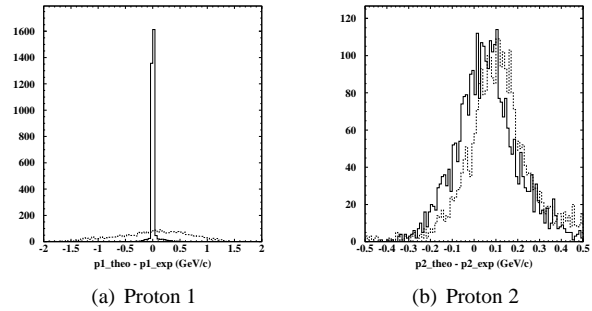 1600
1400
1200
1000
800
600
400
200
0
-2 -1.5 -1 -0.5 0 0.5 1 1.5 2
p1_theo - p1_exp (GeV/c)
(a) Proton 1
120
100
80
60
40
20
0
-0.5 -0.4 -0.3 -0.2 -0.1 0 0.1 0.2 0.3 0.4 0.5
p2_theo - p2_exp (GeV/c)
(b) Proton 2